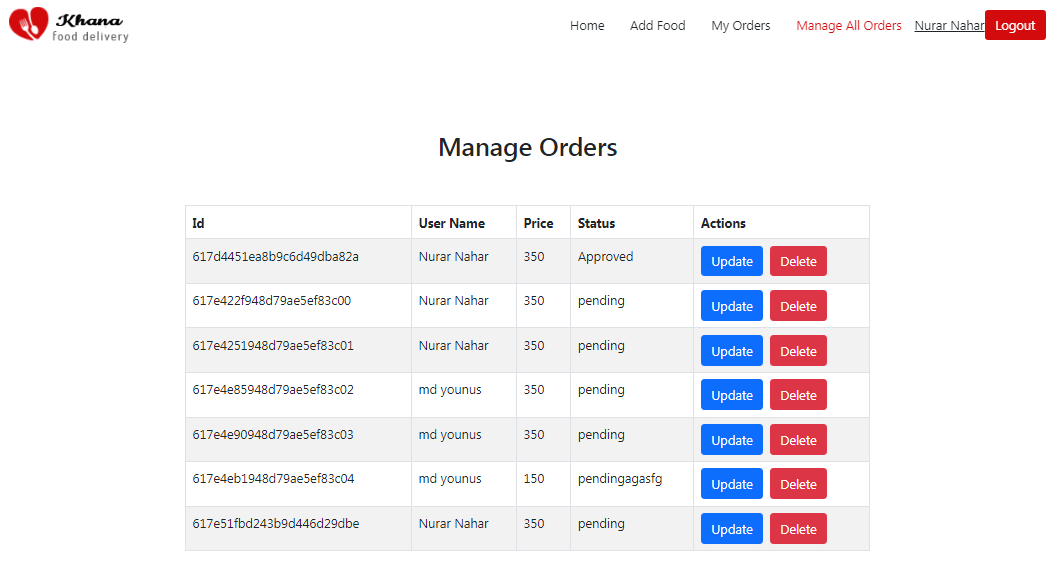 Khana
food delivery
Home Add Food My Orders Manage All Orders Nurar Nahar Logout
Manage Orders
Id User Name Price Status Actions
617d4451ea8b9c6d49dba82a Nurar Nahar 350 Approved Update Delete
617e422f948d79ae5ef83c00 Nurar Nahar 350 pending Update Delete
617e4251948d79ae5ef83c01 Nurar Nahar 350 pending Update Delete
617e4e85948d79ae5ef83c02 md younus 350 pending Update Delete
617e4e90948d79ae5ef83c03 md younus 350 pending Update Delete
617e4eb1948d79ae5ef83c04 md younus 150 pendingagasfg Update Delete
617e51fbd243b9d446d29dbe Nurar Nahar 350 pending Update Delete